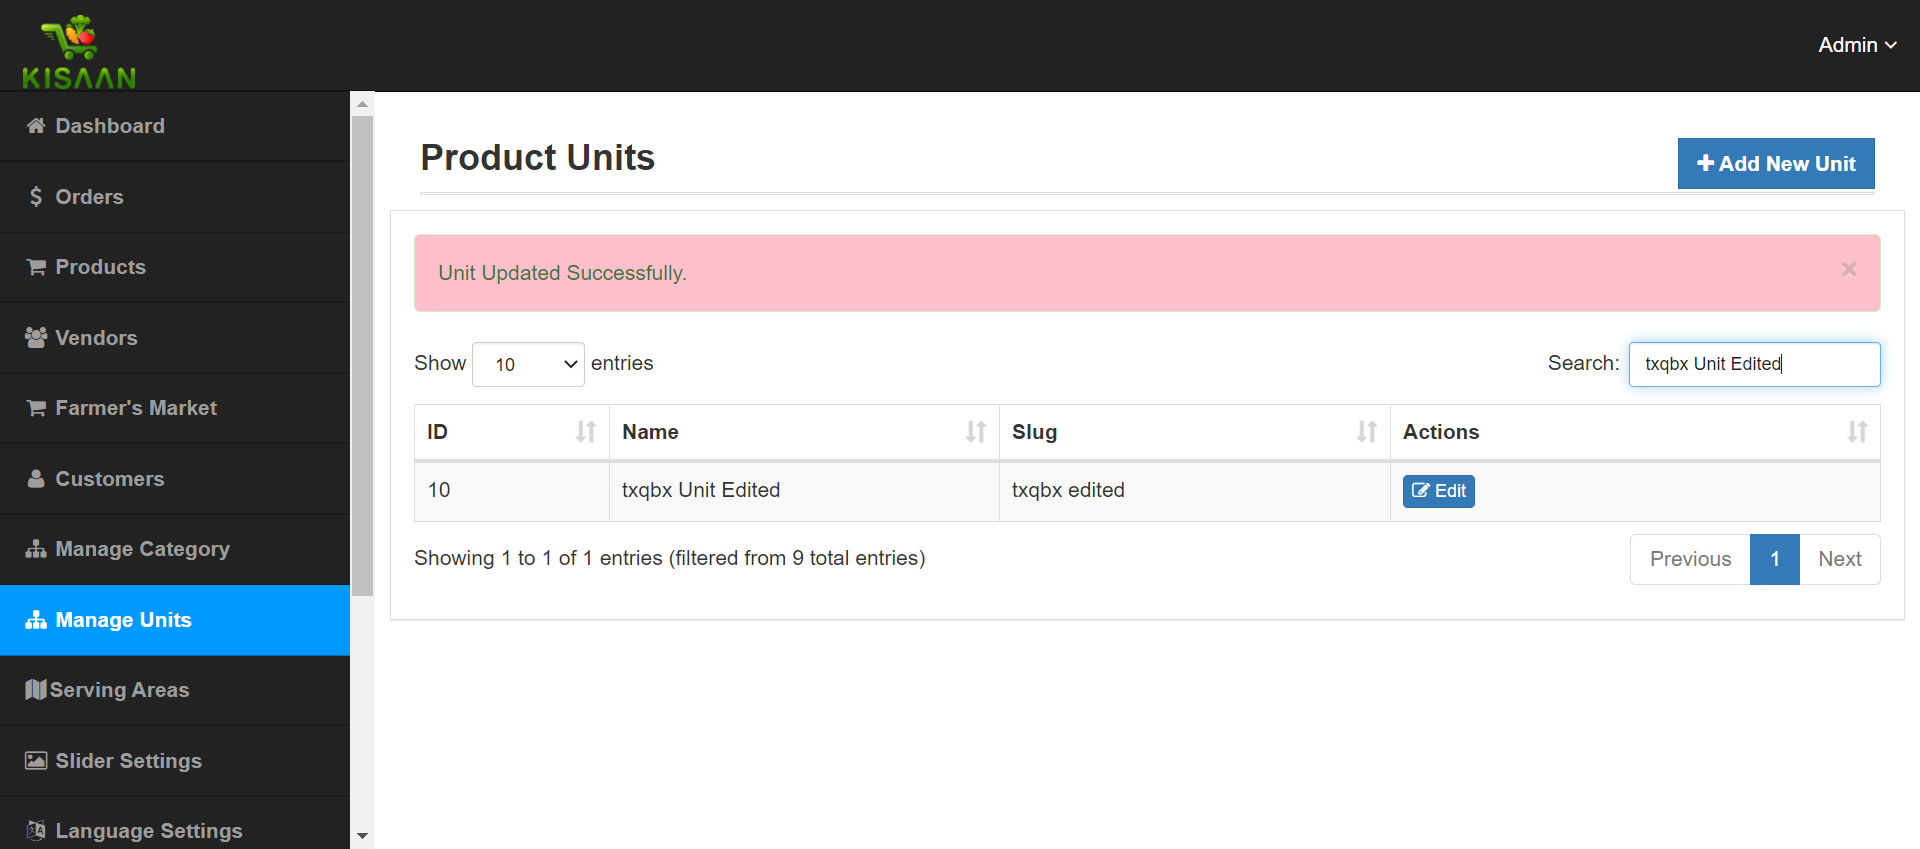 KISAAN
Admin
Dashboard
Orders
Products
Vendors
Farmer's Market
Customers
Manage Category
Manage Units
Serving Areas
Slider Settings
Language Settings
Product Units
Add New Unit
Unit Updated Successfully.
×
Show 10 entries
Search: txqbx Unit Edited
ID Name Slug Actions
10 txqbx Unit Edited txqbx edited Edit
Showing 1 to 1 of 1 entries (filtered from 9 total entries)
Previous 1 Next